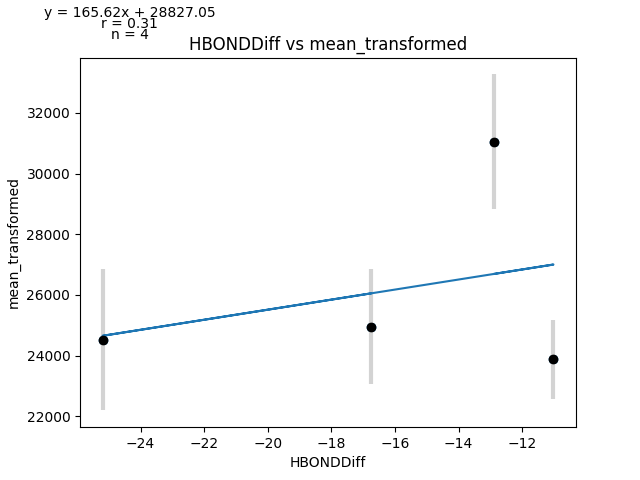 y = 165.62x + 28827.05
r = 0.31
n = 4
HBONDDiff vs mean_transformed
32000
30000
28000
26000
24000
22000
mean_transformed
−24
−22
−20
−18
−16
−14
−12
HBONDDiff